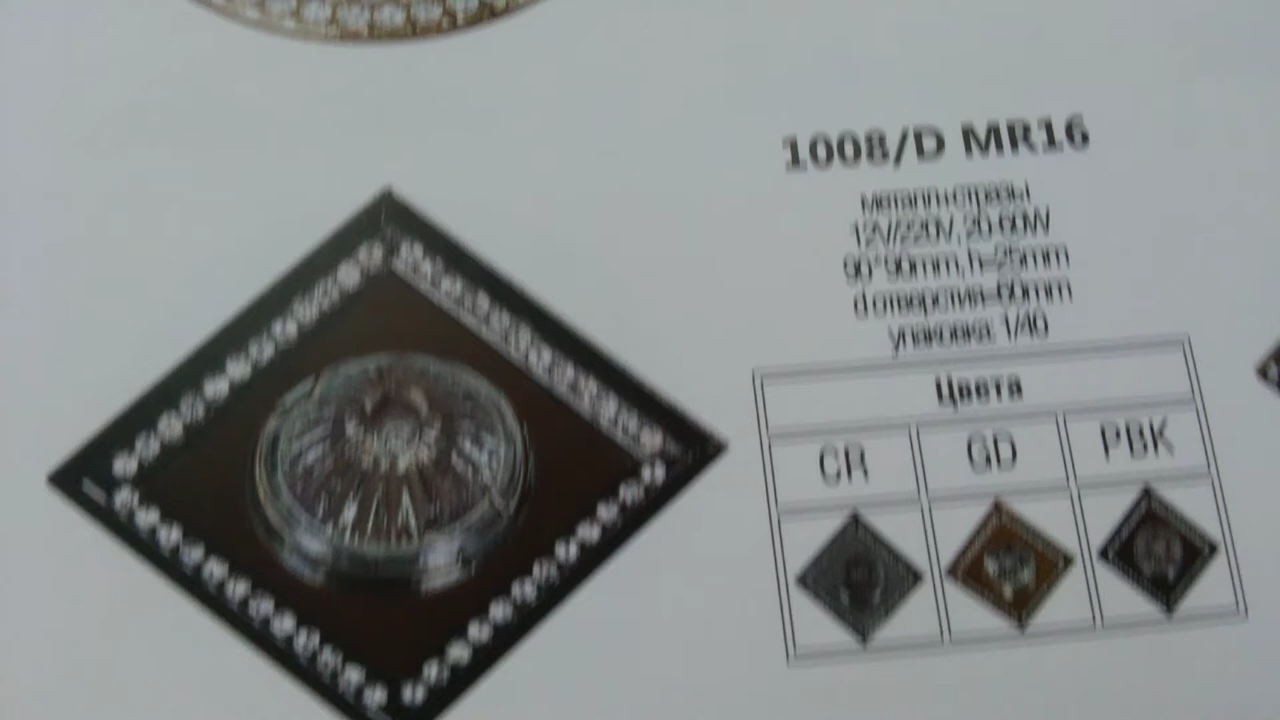 1008/D MR16
металл+стразы
12V/220V, 20-60W
90*90mm, h=25mm
d отверстия=60mm
упаковка: 1/40
Цвета
CR GD PBK